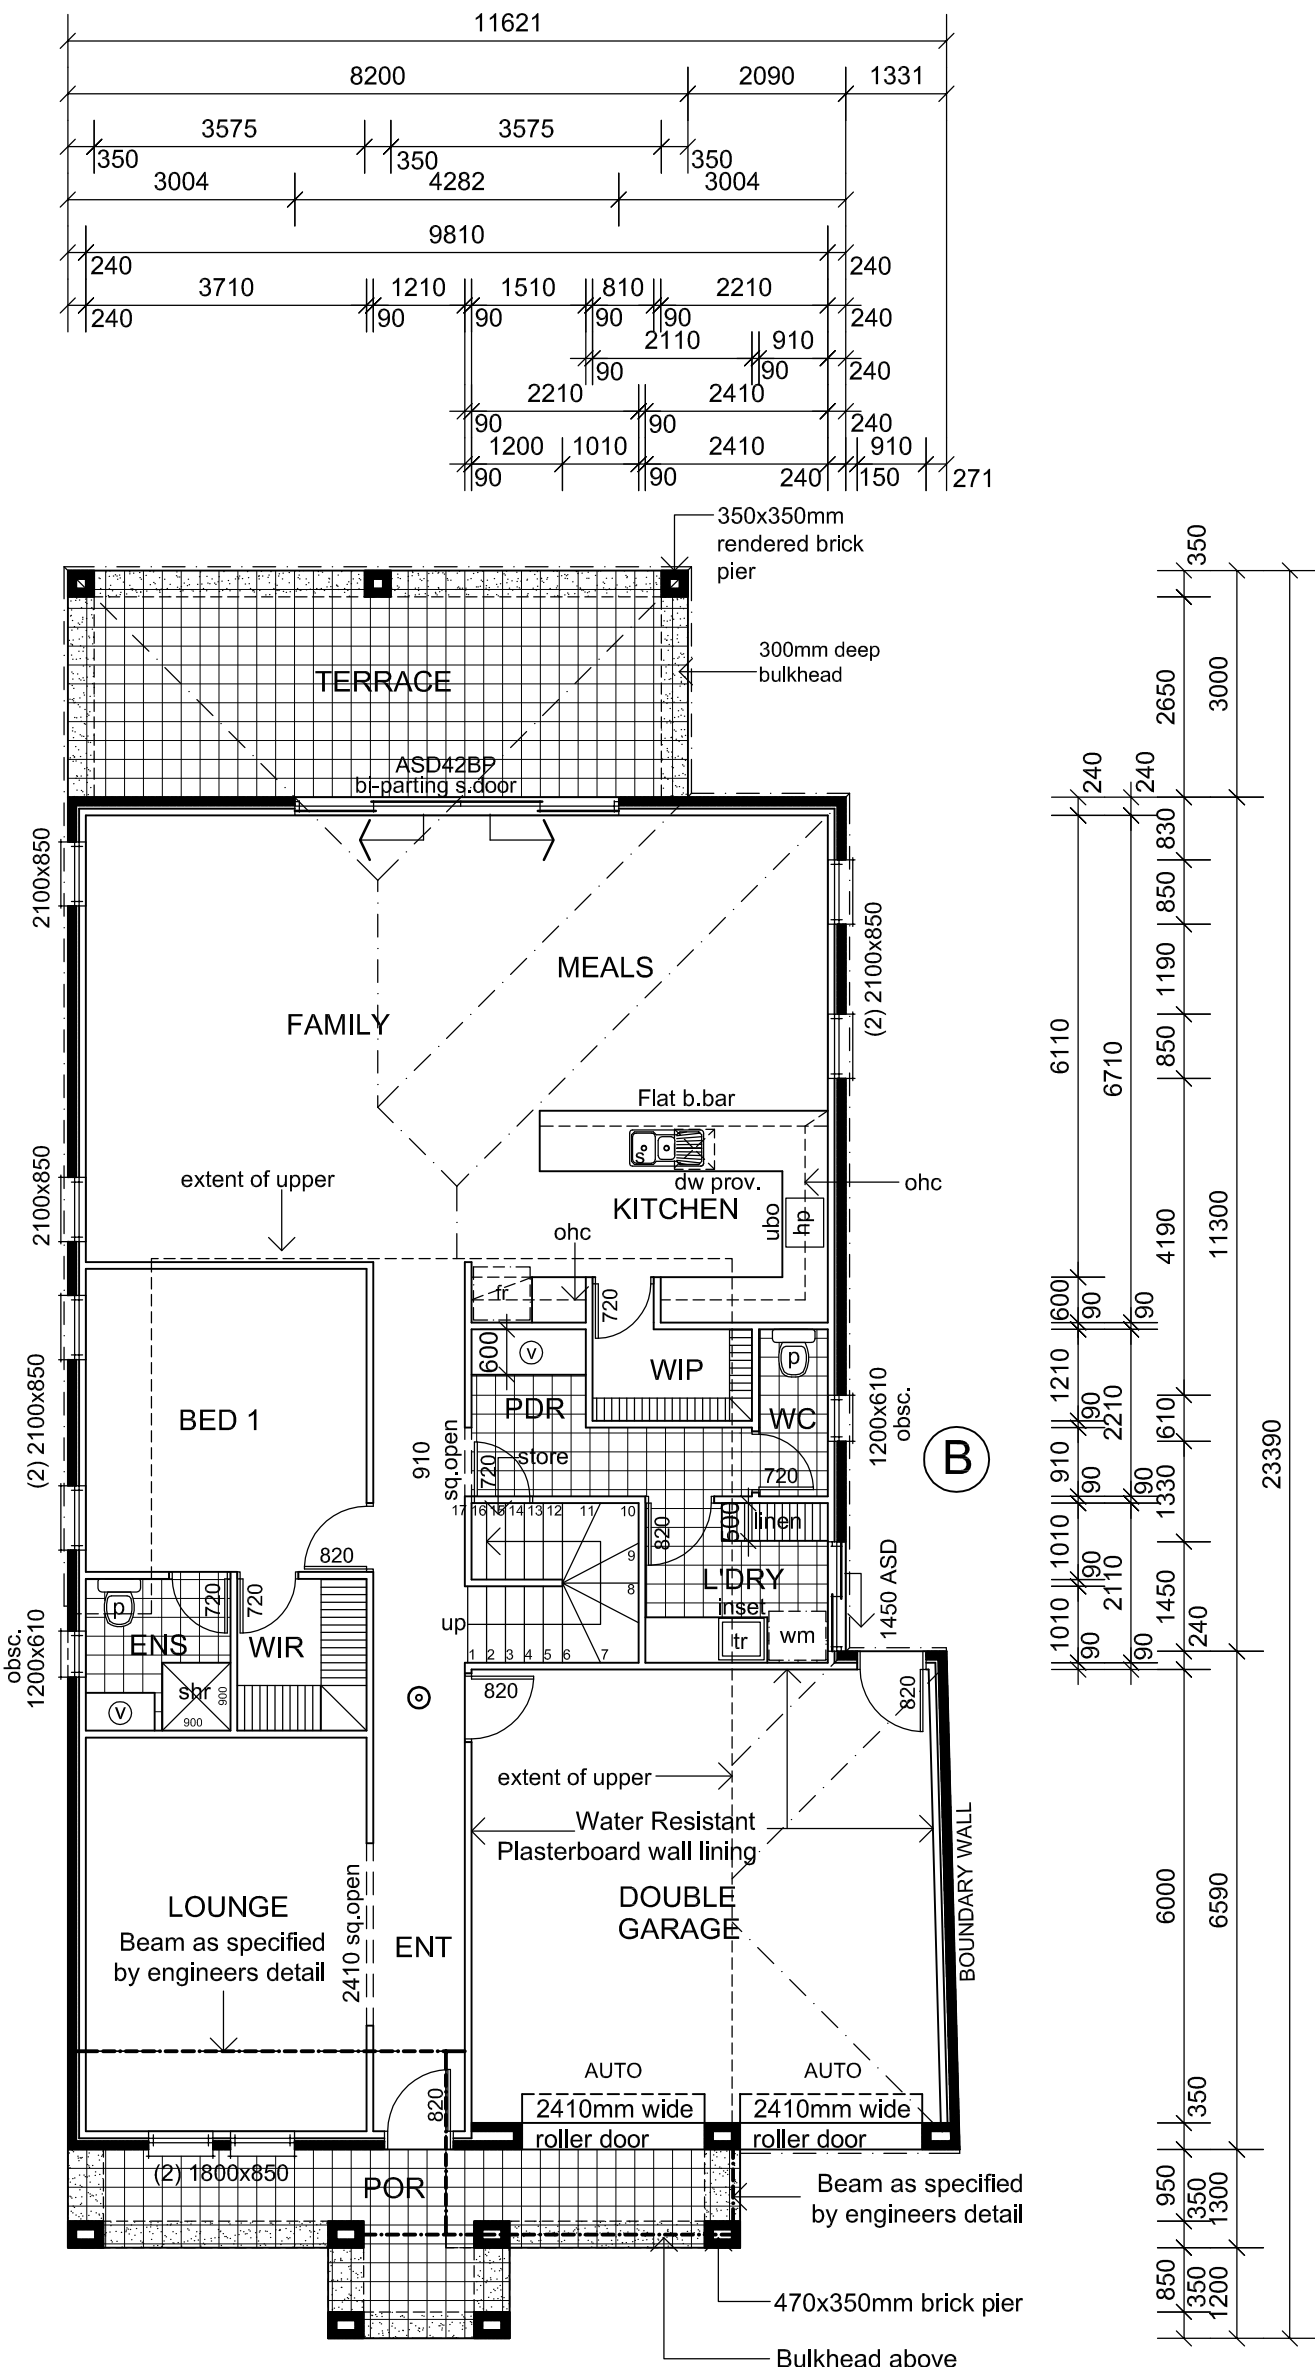 11621
8200 2090 1331
3575 3575
350 350 350
3004 4282 3004
9810
240 240
3710 1210 1510 810 2210
240 90 90 90 90 240
2110 910
90 90 240
2210 2410
90 90 240
1200 1010 2410 910
90 90 240 150 271
350x350mm
rendered brick
pier
300mm deep
bulkhead
TERRACE
ASD42BP
bi-parting s.door
2100x850
(2) 2100x850
MEALS
FAMILY
Flat b.bar
s
dw prov.
KITCHEN
ubo
hp
ohc
ohc
extent of upper
2100x850
fr
720
600
v
WIP
p
PDR
WC
store
720
720
910
sq.open
1200x610
obsc.
B
BED 1
(2) 2100x850
820
17 16 15 14 13 12 11 10
9
8
up
1 2 3 4 5 6 7
820
500
linen
L'DRY
inset
tr
wm
1450 ASD
p
720
720
ENS
WIR
obsc.
1200x610
shr
900
900
v
820
820
extent of upper
Water Resistant
Plasterboard wall lining
DOUBLE
GARAGE
BOUNDARY WALL
LOUNGE
Beam as specified
by engineers detail
2410 sq.open
ENT
820
AUTO
2410mm wide
roller door
AUTO
2410mm wide
roller door
(2) 1800x850
POR
Beam as specified
by engineers detail
470x350mm brick pier
Bulkhead above
6110
600
90
1210
90
910
90
1010
90
1010
90
240
240
6710
90
2210
90
2110
90
350
2650
830
850
1190
850
4190
610
1330
1450
240
6000
350
950
350
850
350
3000
11300
6590
1300
1200
23390